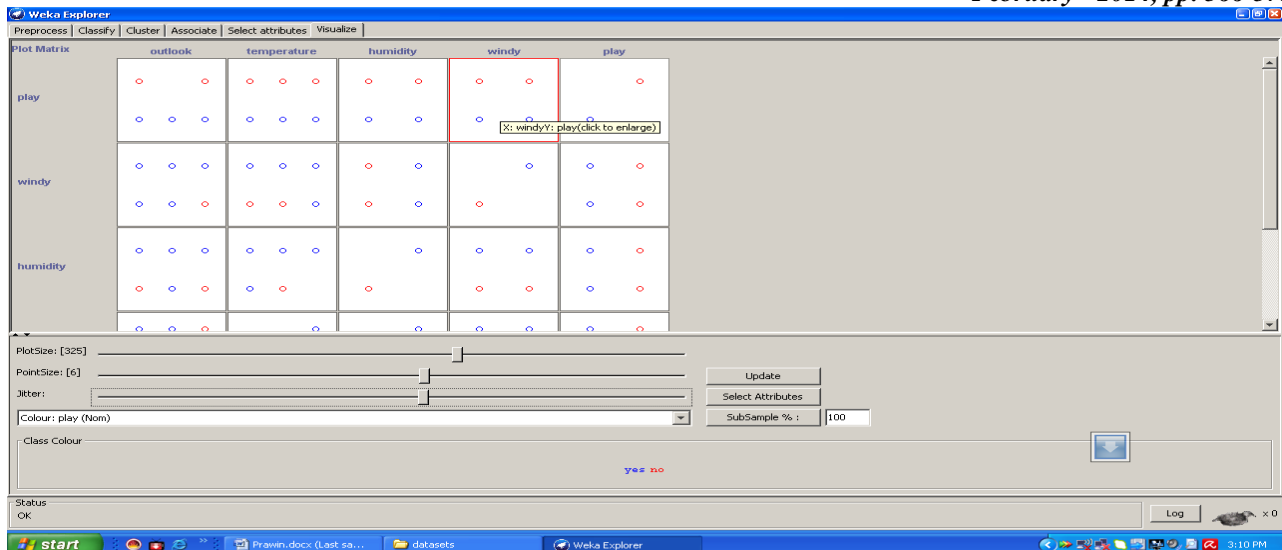 February 2014, pp. 368-37
Weka Explorer
Preprocess Classify Cluster Associate Select attributes Visualize
Plot Matrix outlook temperature humidity windy play
play
X: windyY: play(click to enlarge)
windy
humidity
PlotSize: [325]
PointSize: [6] Update
Jitter: Select Attributes
Colour: play (Nom) SubSample % : 100
Class Colour
yes no
Status
OK Log x 0
start Prawin.docx (Last sa... datasets Weka Explorer 3:10 PM